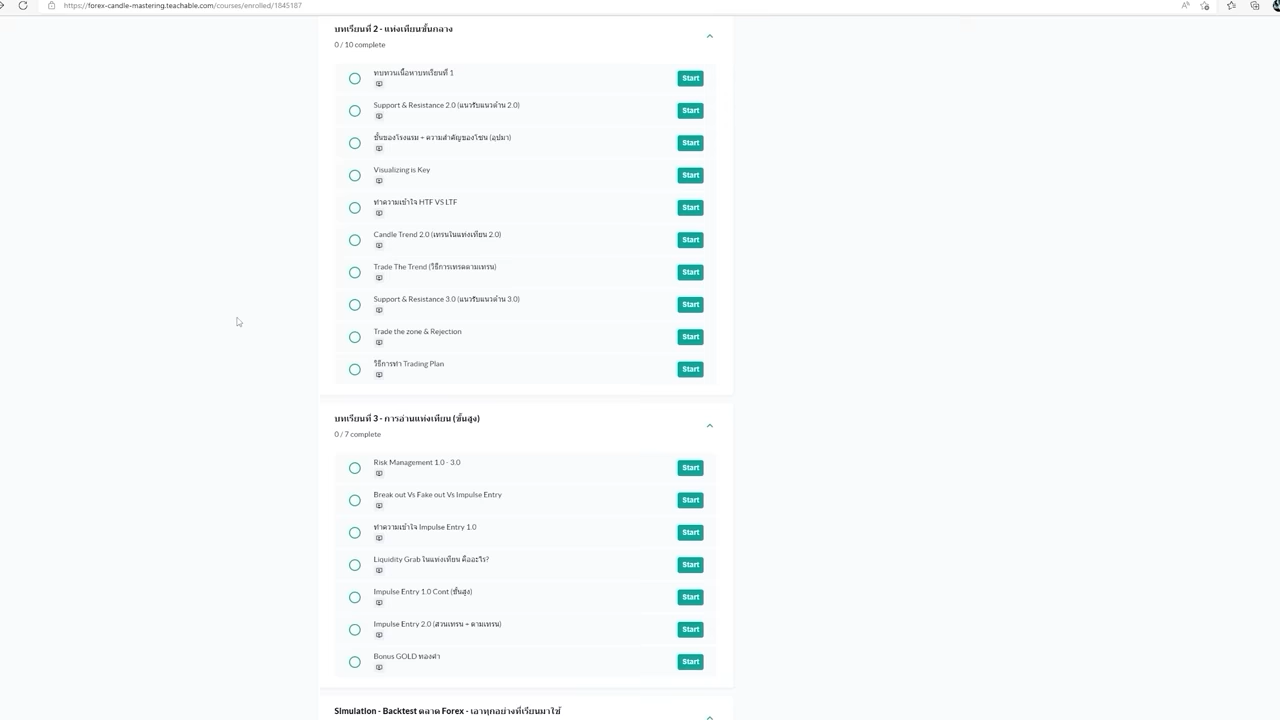 https://forex-candle-mastering.teachable.com/courses/enrolled/1845187
บทเรียนที่ 2 - แท่งเทียนขั้นกลาง
0 / 10 complete
ทบทวนเนื้อหาบทเรียนที่ 1
Start
Support & Resistance 2.0 (แนวรับแนวต้าน 2.0)
Start
ชั้นของโรงแรม + ความสำคัญของโซน (อุปมา)
Start
Visualizing is Key
Start
ทำความเข้าใจ HTF VS LTF
Start
Candle Trend 2.0 (เทรนในแท่งเทียน 2.0)
Start
Trade The Trend (วิธีการเทรดตามเทรน)
Start
Support & Resistance 3.0 (แนวรับแนวต้าน 3.0)
Start
Trade the zone & Rejection
Start
วิธีการทำ Trading Plan
Start
บทเรียนที่ 3 - การอ่านแท่งเทียน (ขั้นสูง)
0 / 7 complete
Risk Management 1.0 - 3.0
Start
Break out Vs Fake out Vs Impulse Entry
Start
ทำความเข้าใจ Impulse Entry 1.0
Start
Liquidity Grab ในแท่งเทียน คืออะไร?
Start
Impulse Entry 1.0 Cont (ขั้นสูง)
Start
Impulse Entry 2.0 (สวนเทรน + ตามเทรน)
Start
Bonus GOLD ทองคำ
Start
Simulation - Backtest ตลาด Forex - เอาทุกอย่างที่เรียนมาใช้